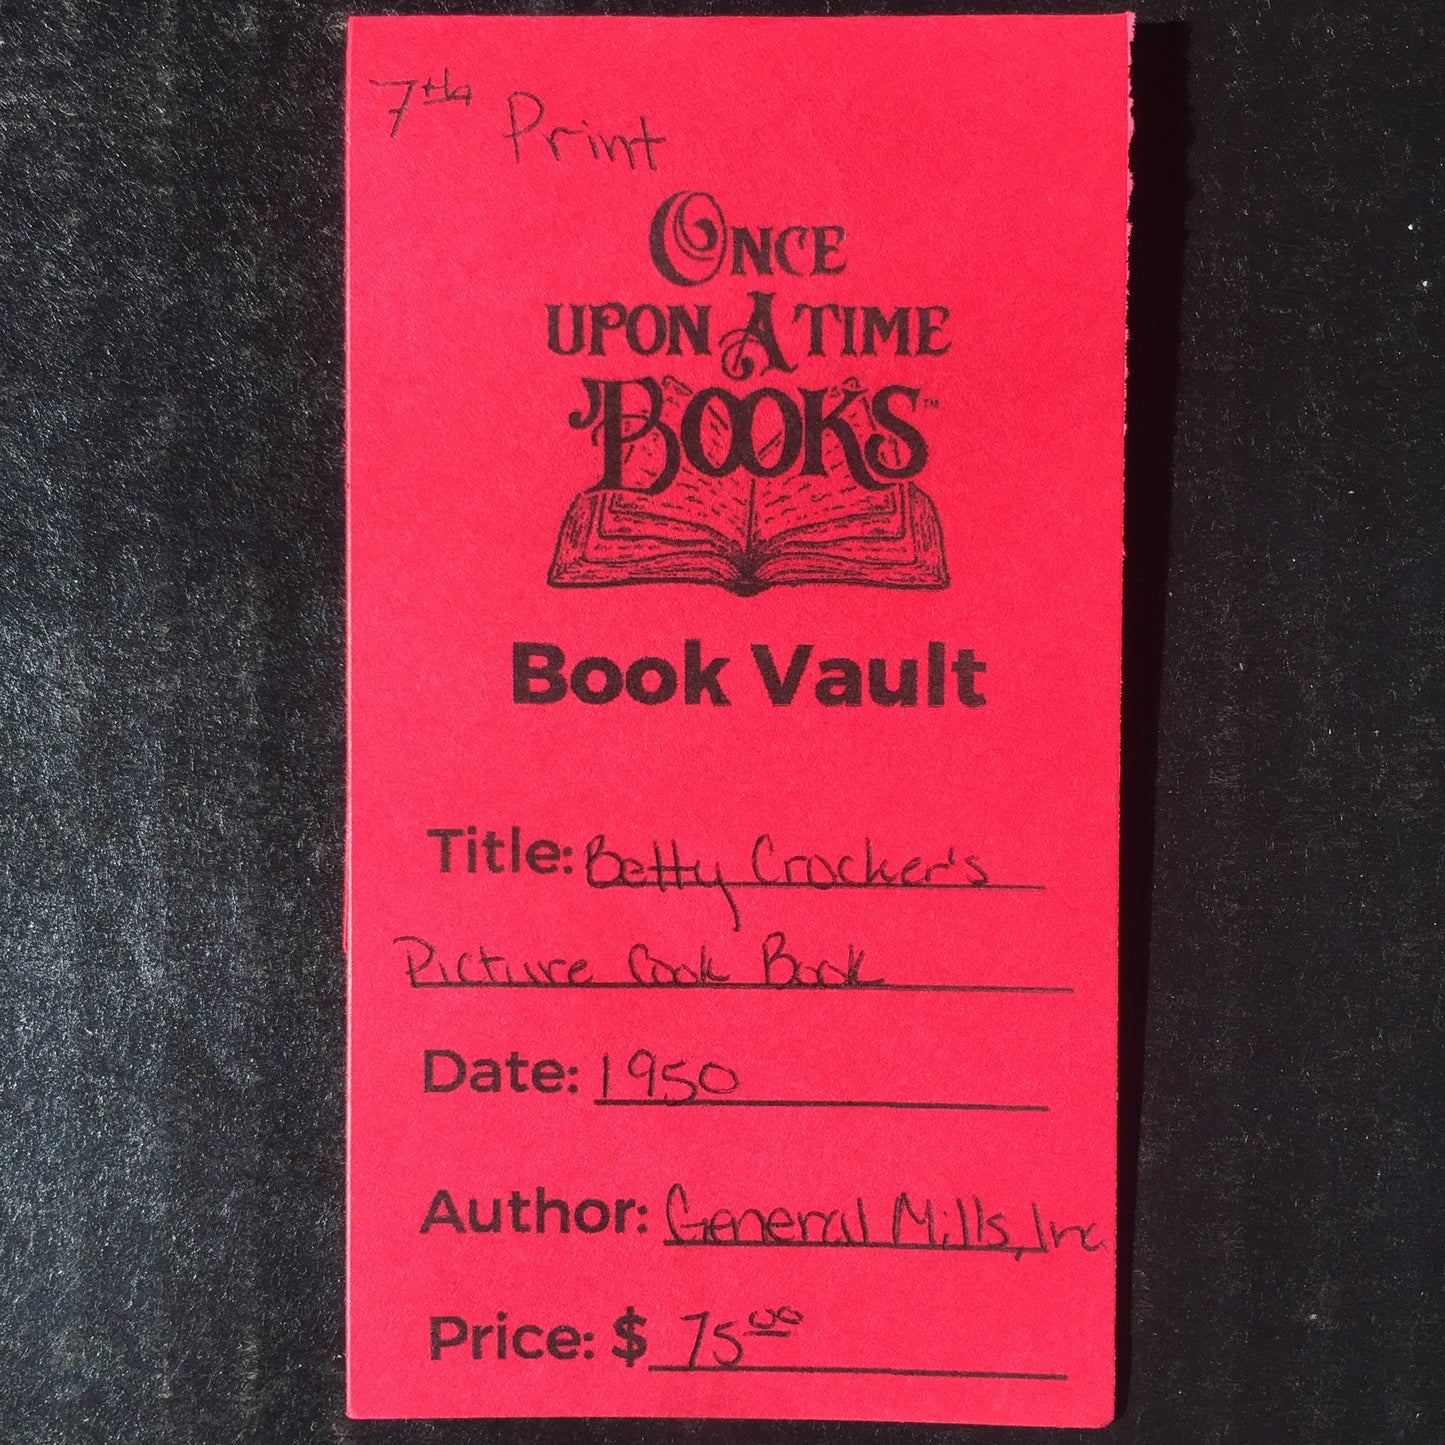 7th Print
ONCE
UPON A TIME
BOOKS™
Book Vault
Title: Betty Crocker's
Picture Cook Book
Date: 1950
Author: General Mills, Inc.
Price: $ 75.00